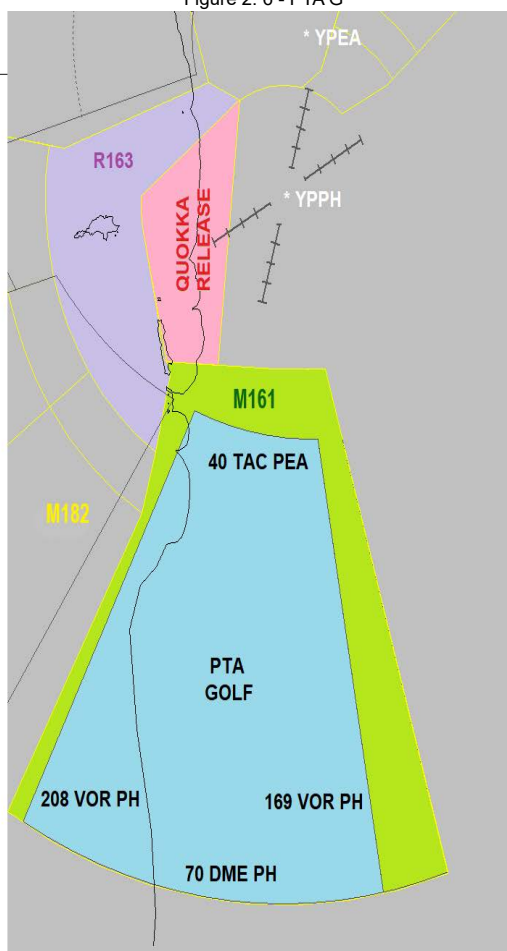 Figure 2. 6 - PTA G
* YPEA
R163
* YPPH
QUOKKA
RELEASE
M161
40 TAC PEA
M182
PTA
GOLF
208 VOR PH
169 VOR PH
70 DME PH